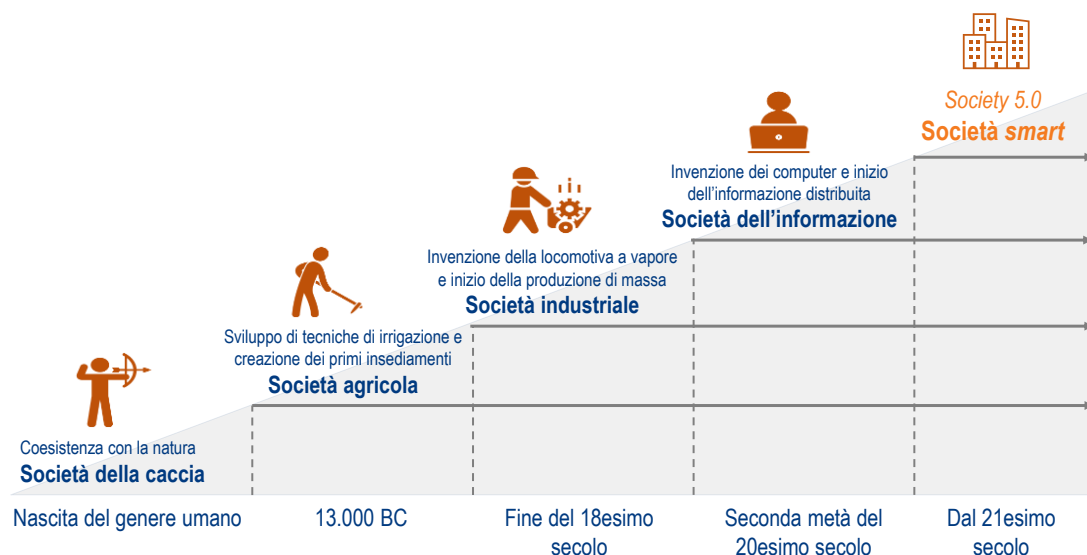 Society 5.0
Società smart
Invenzione dei computer e inizio
dell'informazione distribuita
Società dell'informazione
Invenzione della locomotiva a vapore
e inizio della produzione di massa
Società industriale
Sviluppo di tecniche di irrigazione e
creazione dei primi insediamenti
Società agricola
Coesistenza con la natura
Società della caccia
Nascita del genere umano
13.000 BC
Fine del 18esimo
secolo
Seconda metà del
20esimo secolo
Dal 21esimo
secolo